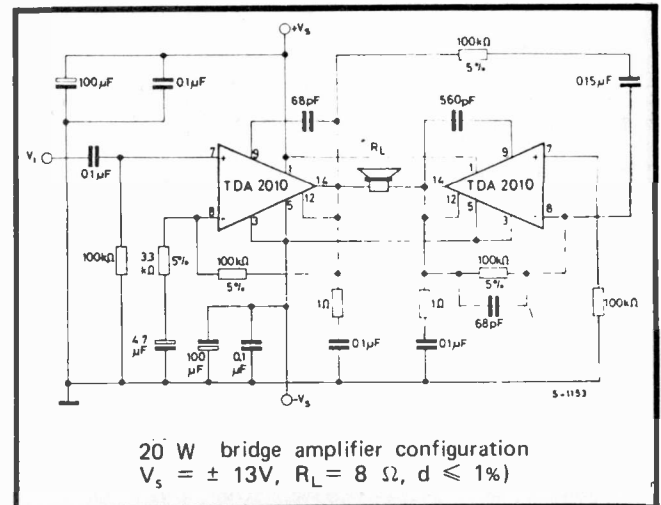 +Vs
100kΩ
5%
100µF
0.1µF
0.15µF
68pF
560pF
RL
Vi
0.1µF
7
+
9
1
14
12
TDA 2010
5
3
8
-
9
7
+
1
14
TDA 2010
12
5
3
8
-
100kΩ
3.3
kΩ
5%
100kΩ
5%
100kΩ
5%
1Ω
1Ω
100kΩ
68pF
4.7
µF
100
µF
0.1
µF
0.1µF
0.1µF
-Vs
S-1153
20 W bridge amplifier configuration
Vs = ± 13V, RL = 8 Ω, d ⩽ 1%)